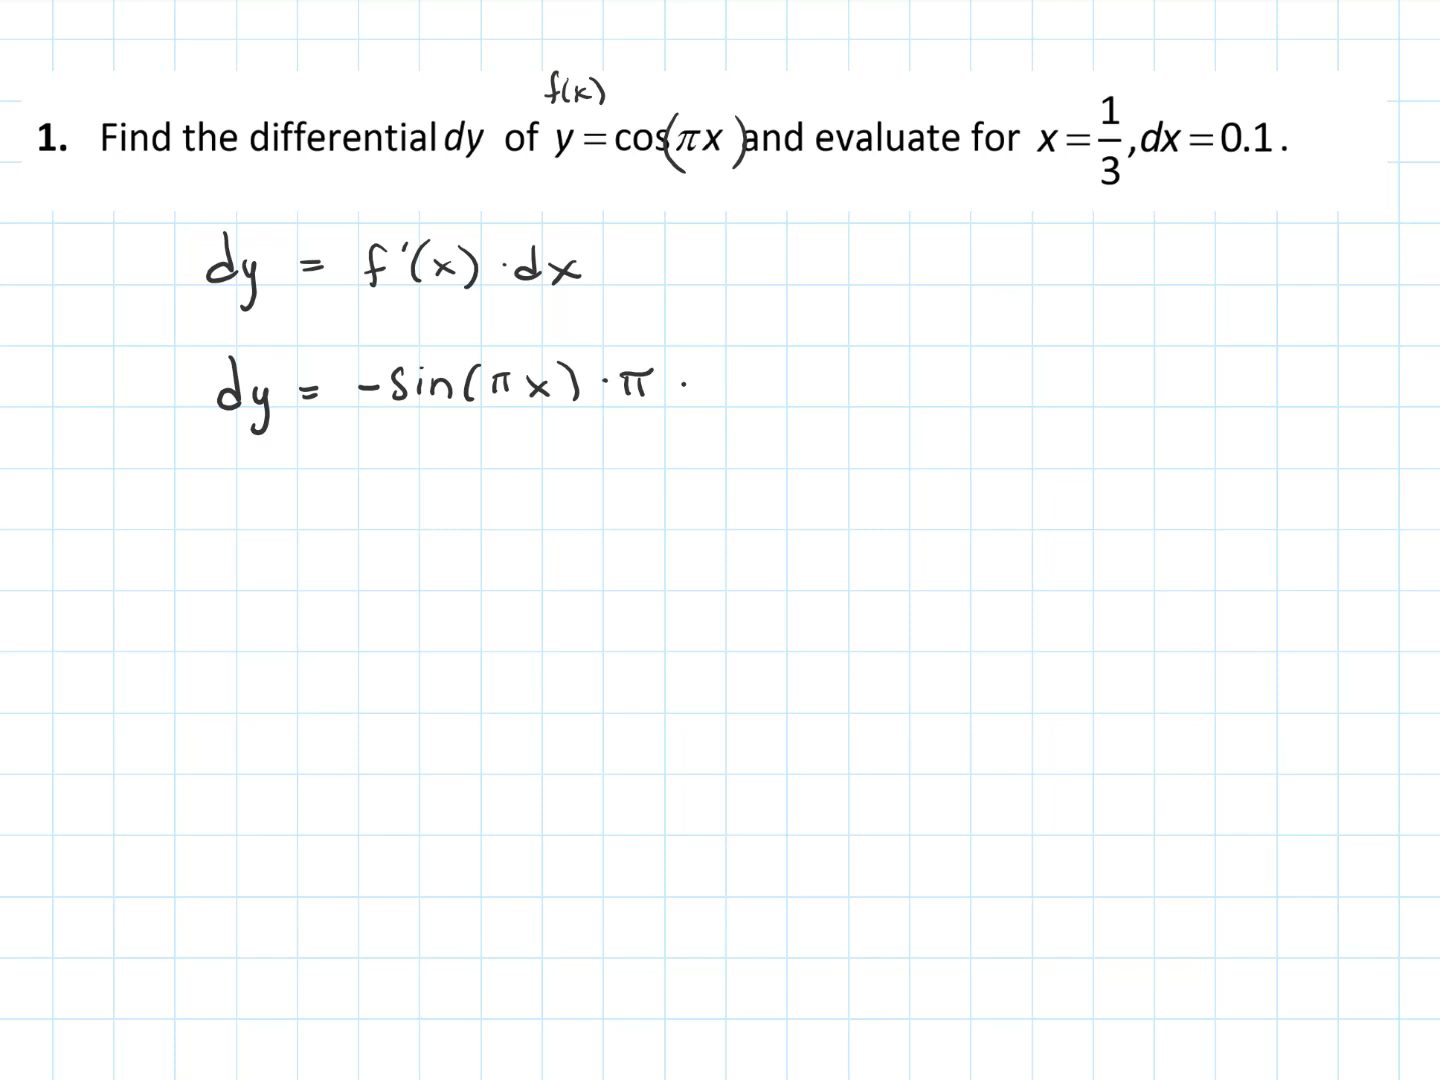 f(x)
1. Find the differential dy of y = cos(πx) and evaluate for x = 1/3, dx = 0.1.
dy = f'(x) · dx
dy = -sin(πx) · π ·